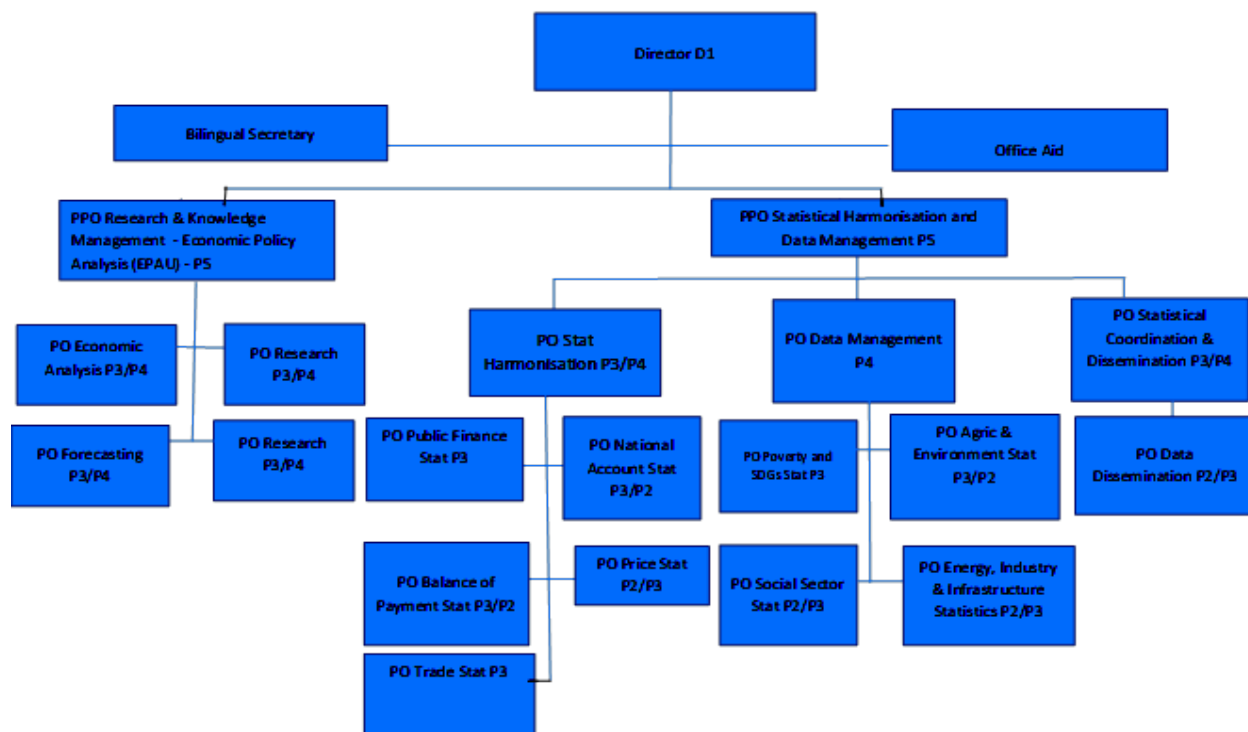 Director D1
Bilingual Secretary
Office Aid
PPO Research & Knowledge
Management - Economic Policy
Analysis (EPAU) - P5
PPO Statistical Harmonisation and
Data Management P5
PO Economic
Analysis P3/P4
PO Research
P3/P4
PO Forecasting
P3/P4
PO Research
P3/P4
PO Stat
Harmonisation P3/P4
PO Data Management
P4
PO Statistical
Coordination &
Dissemination P3/P4
PO Public Finance
Stat P3
PO National
Account Stat
P3/P2
PO Balance of
Payment Stat P3/P2
PO Price Stat
P2/P3
PO Trade Stat P3
PO Poverty and
SDGs Stat P3
PO Agric &
Environment Stat
P3/P2
PO Social Sector
Stat P2/P3
PO Energy, Industry
& Infrastructure
Statistics P2/P3
PO Data
Dissemination P2/P3